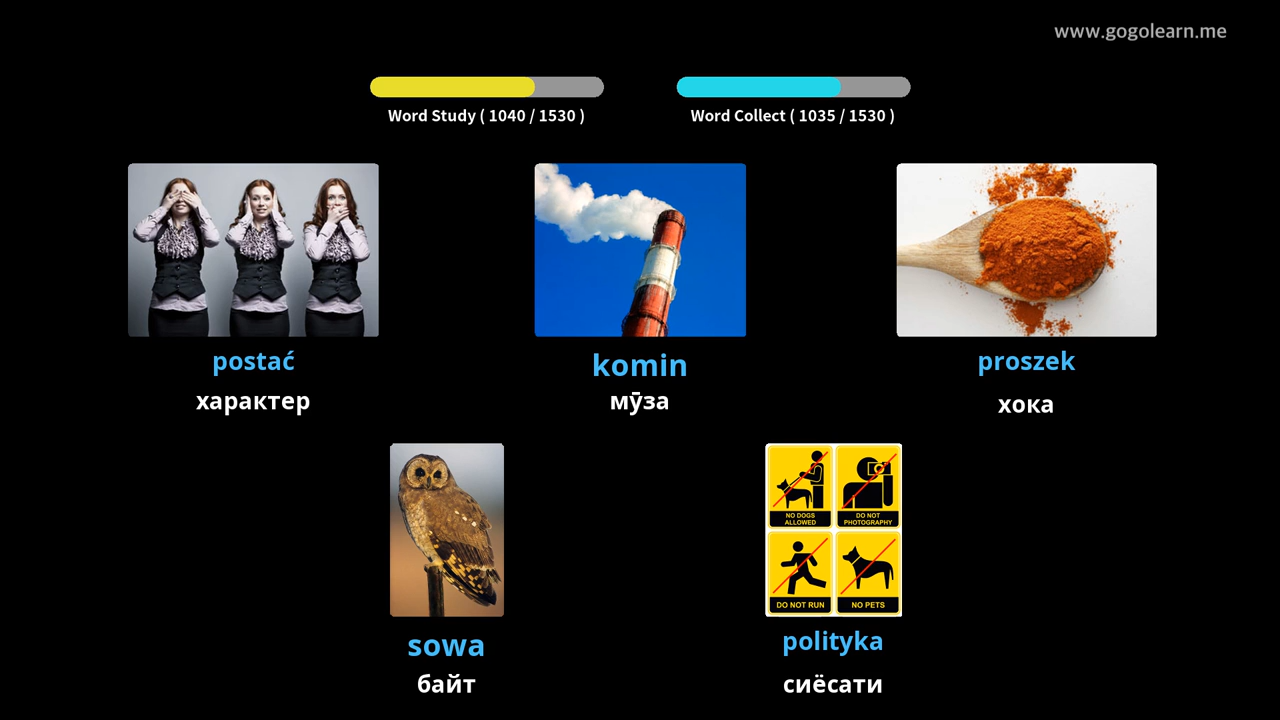 www.gogolearn.me
Word Study ( 1040 / 1530 )
Word Collect ( 1035 / 1530 )
postać
характер
komin
мӯза
proszek
хока
sowa
байт
NO DOGS
ALLOWED
DO NOT
PHOTOGRAPHY
DO NOT RUN
NO PETS
polityka
сиёсати